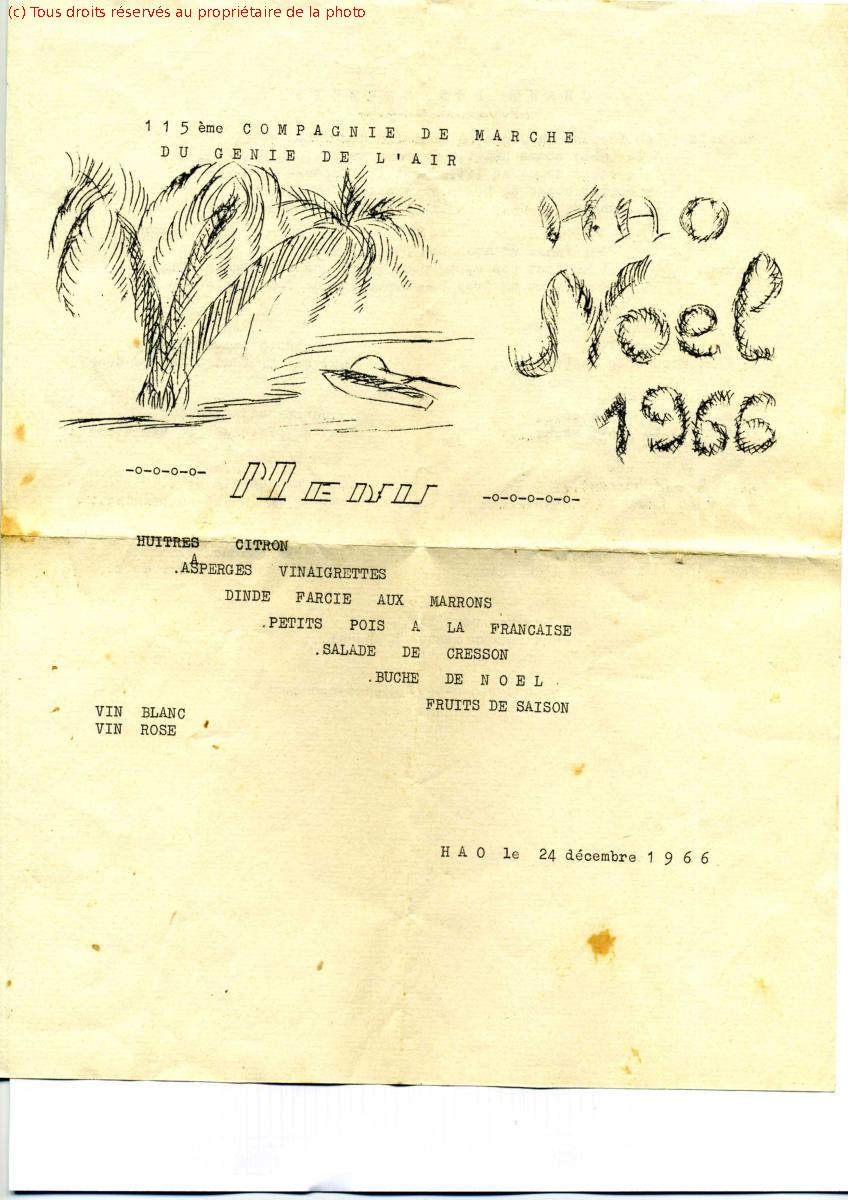 (c) Tous droits réservés au propriétaire de la photo
115ème COMPAGNIE DE MARCHE
DU GENIE DE L'AIR
HAO
Noel
1966
-o-o-o-o- MENU -o-o-o-o-o-
HUITRES CITRON
A
.ASPERGES VINAIGRETTES
DINDE FARCIE AUX MARRONS
.PETITS POIS A LA FRANCAISE
.SALADE DE CRESSON
.BUCHE DE NOEL.
FRUITS DE SAISON
VIN BLANC
VIN ROSE
HAO le 24 décembre 1966